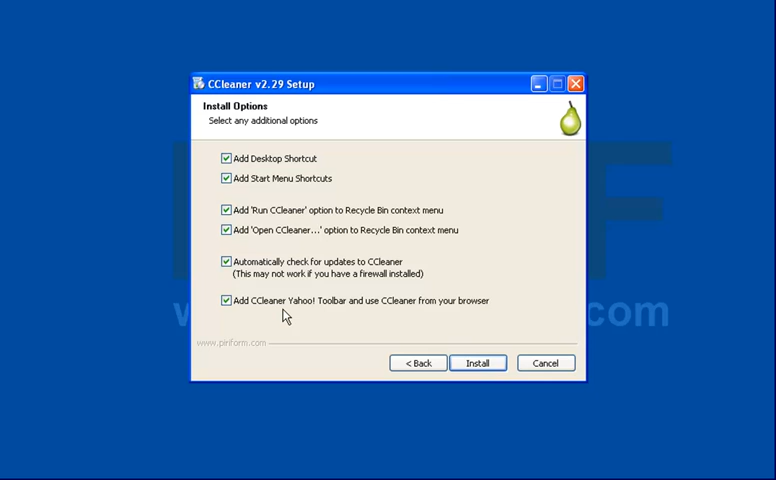 CCleaner v2.29 Setup
Install Options
Select any additional options
Add Desktop Shortcut
Add Start Menu Shortcuts
Add 'Run CCleaner' option to Recycle Bin context menu
Add 'Open CCleaner...' option to Recycle Bin context menu
Automatically check for updates to CCleaner
(This may not work if you have a firewall installed)
Add CCleaner Yahoo! Toolbar and use CCleaner from your browser
www.piriform.com
< Back
Install
Cancel